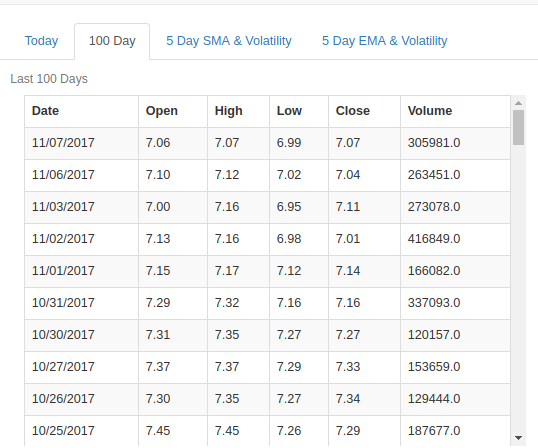 Today 100 Day 5 Day SMA & Volatility 5 Day EMA & Volatility
Last 100 Days
Date Open High Low Close Volume
11/07/2017 7.06 7.07 6.99 7.07 305981.0
11/06/2017 7.10 7.12 7.02 7.04 263451.0
11/03/2017 7.00 7.16 6.95 7.11 273078.0
11/02/2017 7.13 7.16 6.98 7.01 416849.0
11/01/2017 7.15 7.17 7.12 7.14 166082.0
10/31/2017 7.29 7.32 7.16 7.16 337093.0
10/30/2017 7.31 7.35 7.27 7.27 120157.0
10/27/2017 7.37 7.37 7.29 7.33 153659.0
10/26/2017 7.30 7.35 7.27 7.34 129444.0
10/25/2017 7.45 7.45 7.26 7.29 187677.0